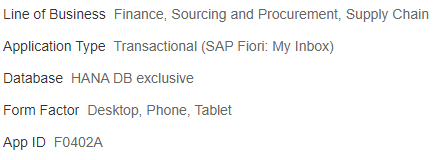 Line of Business Finance, Sourcing and Procurement, Supply Chain
Application Type Transactional (SAP Fiori: My Inbox)
Database HANA DB exclusive
Form Factor Desktop, Phone, Tablet
App ID F0402A